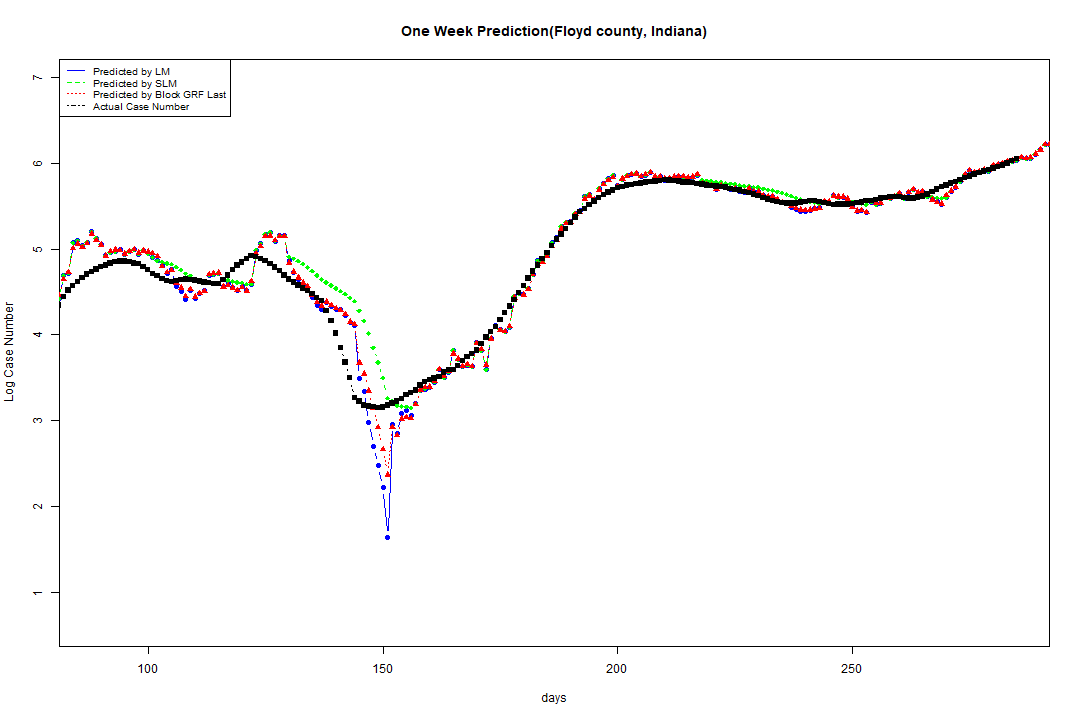 One Week Prediction(Floyd county, Indiana)
Predicted by LM
Predicted by SLM
Predicted by Block GRF Last
Actual Case Number
7
6
5
4
3
2
1
Log Case Number
100
150
200
250
days